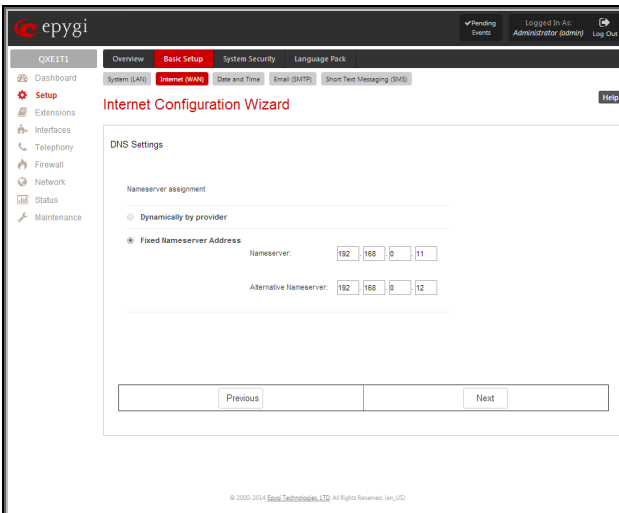 epygi
Pending Events
Logged In As:
Administrator (admin)
Log Out
QXE1T1
Overview Basic Setup System Security Language Pack
Dashboard
Setup
Extensions
Interfaces
Telephony
Firewall
Network
Status
Maintenance
System (LAN) Internet (WAN) Date and Time Email (SMTP) Short Text Messaging (SMS)
Internet Configuration Wizard
Help
DNS Settings
Nameserver assignment
Dynamically by provider
Fixed Nameserver Address
Nameserver: 192 . 168 . 0 . 11
Alternative Nameserver: 192 . 168 . 0 . 12
Previous Next
© 2000-2014 Epygi Technologies, LTD. All Rights Reserved. (en_US)